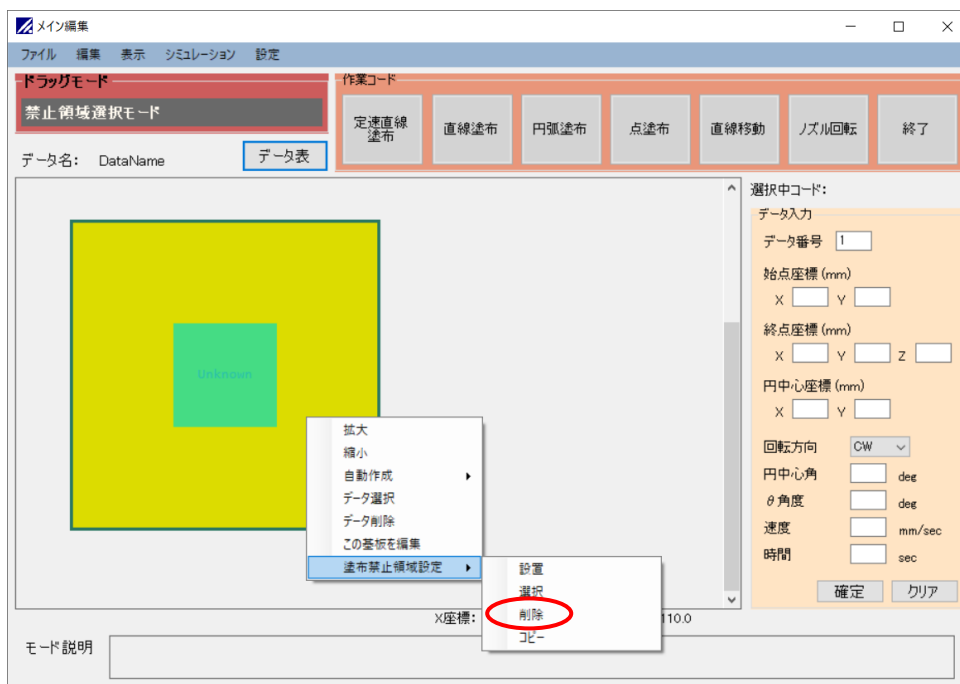 メイン編集
ファイル 編集 表示 シミュレーション 設定
ドラッグモード
禁止領域選択モード
データ名: DataName
データ表
作業コード
定速直線
塗布
直線塗布
円弧塗布
点塗布
直線移動
ノズル回転
終了
Unknown
拡大
縮小
自動作成
データ選択
データ削除
この基板を編集
塗布禁止領域設定
設置
選択
削除
コピー
X座標:
110.0
選択中コード:
データ入力
データ番号 1
始点座標 (mm)
X Y
終点座標 (mm)
X Y Z
円中心座標 (mm)
X Y
回転方向 CW
円中心角 deg
θ角度 deg
速度 mm/sec
時間 sec
確定 クリア
モード説明